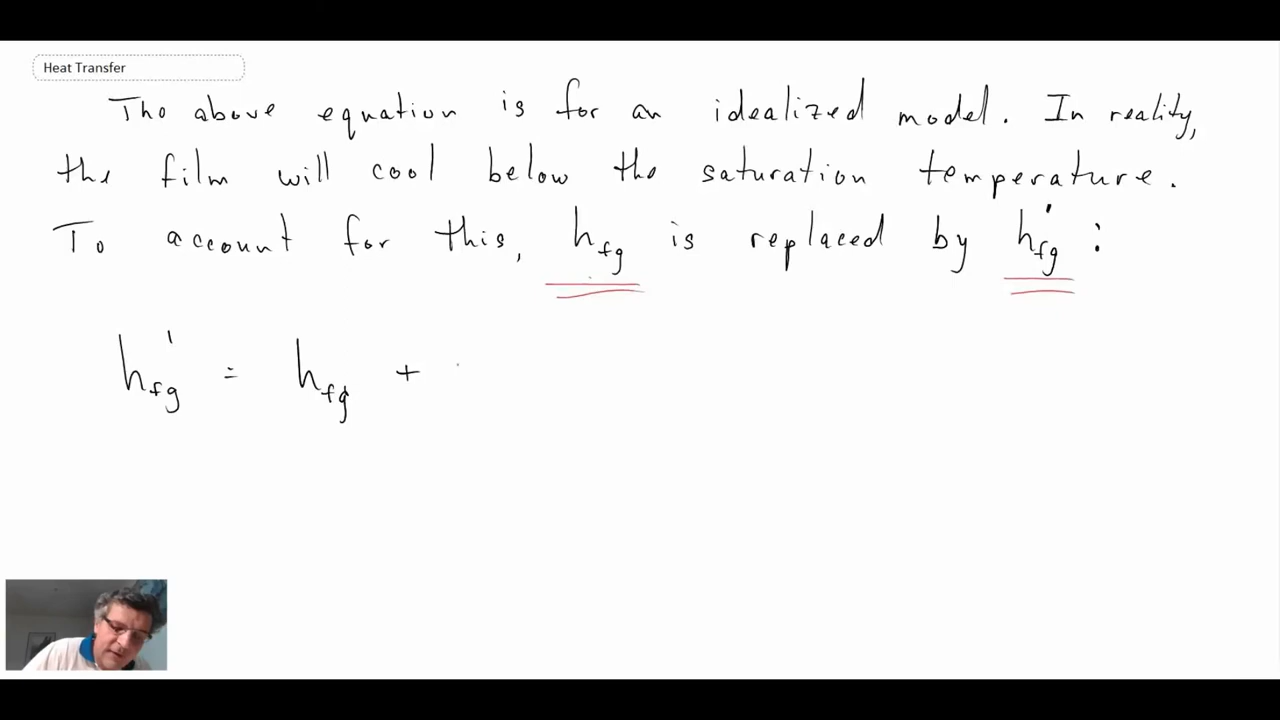 Heat Transfer
The above equation is for an idealized model. In reality,
the film will cool below the saturation temperature.
To account for this, h_fg is replaced by h'_fg :
h'_fg = h_fg +